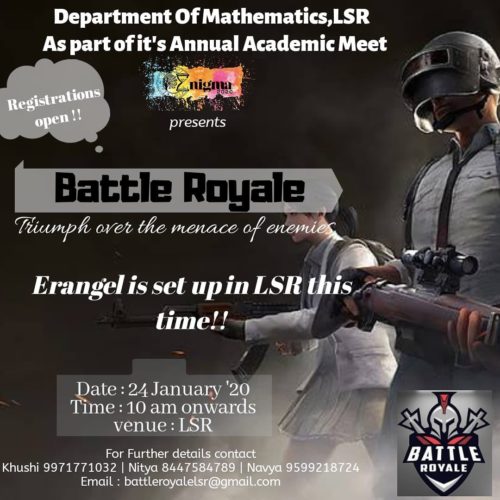 Department Of Mathematics,LSR
As part of it's Annual Academic Meet
Enigma
presents
Registrations
open !!
Battle Royale
Triumph over the menace of enemies
Erangel is set up in LSR this
time!!
Date : 24 January '20
Time : 10 am onwards
venue : LSR
For Further details contact
Khushi 9971771032 | Nitya 8447584789 | Navya 9599218724
Email : battleroyalelsr@gmail.com
BATTLE
ROYALE